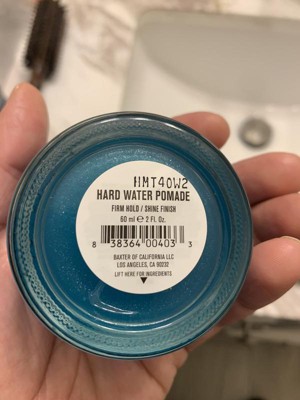 HMT40W2
HARD WATER POMADE
FIRM HOLD / SHINE FINISH
60 ml ℮ 2 Fl. Oz.
8 38364 00403 3
BAXTER OF CALIFORNIA LLC
LOS ANGELES, CA 90232
LIFT HERE FOR INGREDIENTS